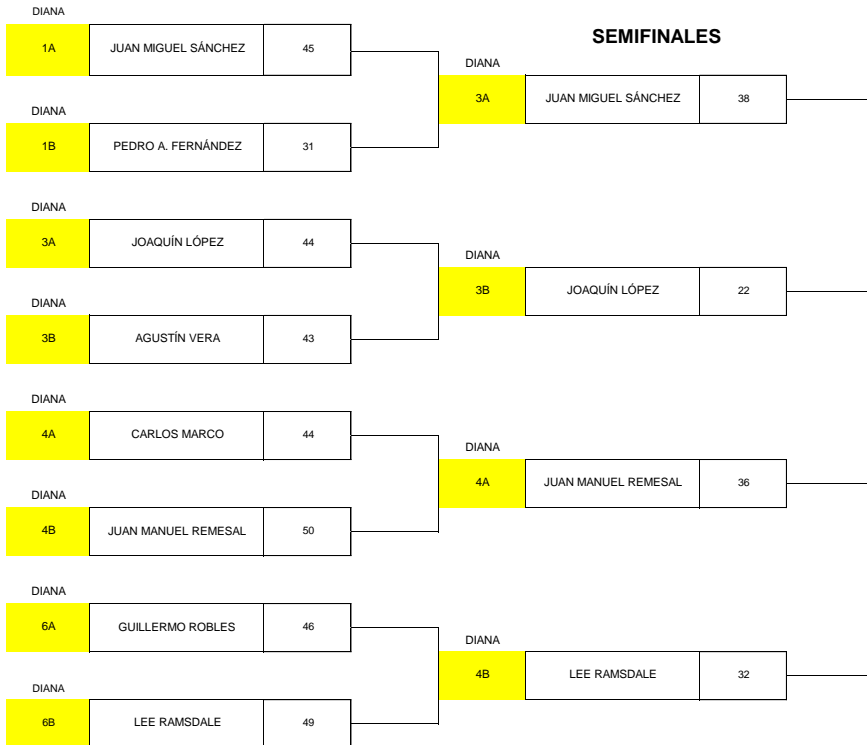 DIANA
1A JUAN MIGUEL SÁNCHEZ 45
DIANA
1B PEDRO A. FERNÁNDEZ 31
DIANA
3A JOAQUÍN LÓPEZ 44
DIANA
3B AGUSTÍN VERA 43
DIANA
4A CARLOS MARCO 44
DIANA
4B JUAN MANUEL REMESAL 50
DIANA
6A GUILLERMO ROBLES 46
DIANA
6B LEE RAMSDALE 49
SEMIFINALES
DIANA
3A JUAN MIGUEL SÁNCHEZ 38
DIANA
3B JOAQUÍN LÓPEZ 22
DIANA
4A JUAN MANUEL REMESAL 36
DIANA
4B LEE RAMSDALE 32